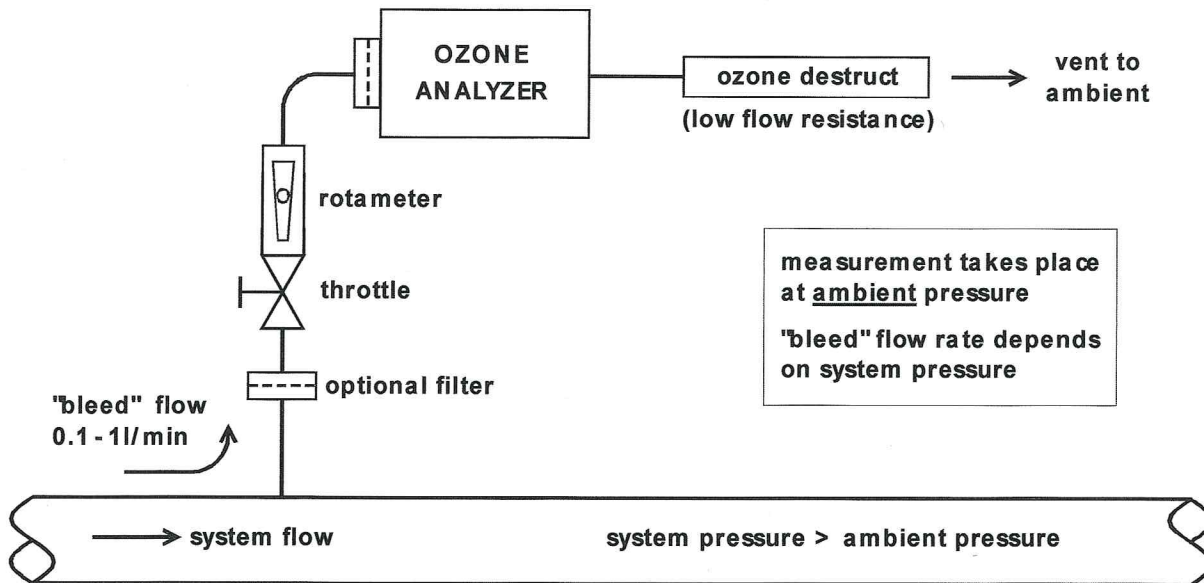 OZONE
ANALYZER
ozone destruct
(low flow resistance)
vent to
ambient
rotameter
throttle
optional filter
measurement takes place
at ambient pressure
"bleed" flow rate depends
on system pressure
"bleed" flow
0.1 - 1l/min
system flow
system pressure > ambient pressure